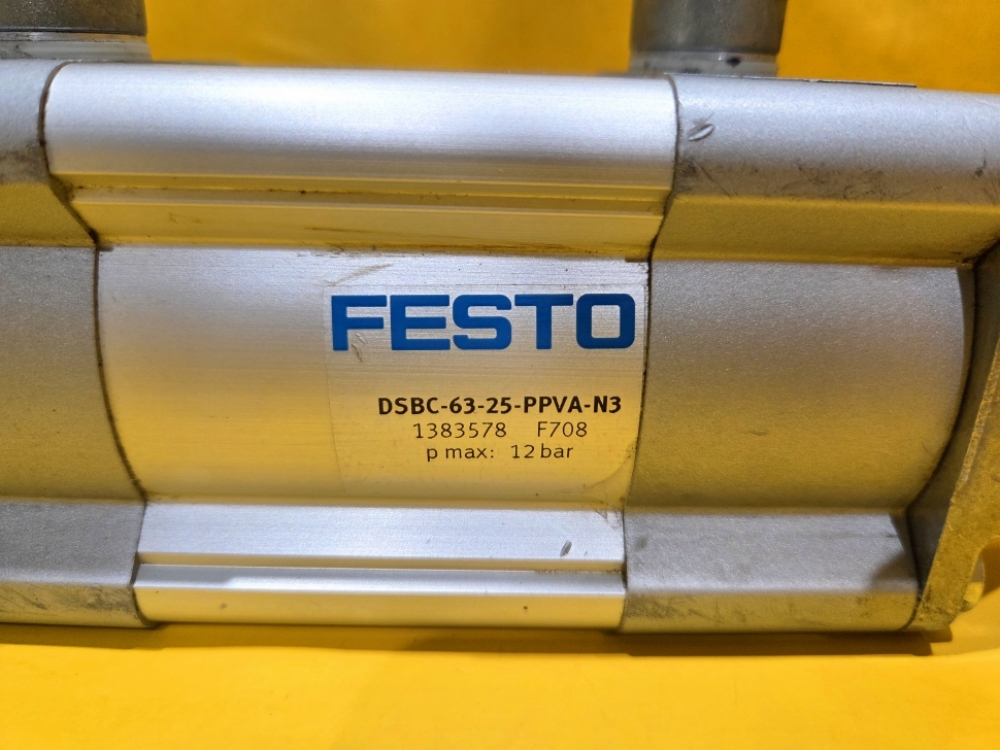 FESTO
DSBC-63-25-PPVA-N3
1383578 F708
p max: 12 bar